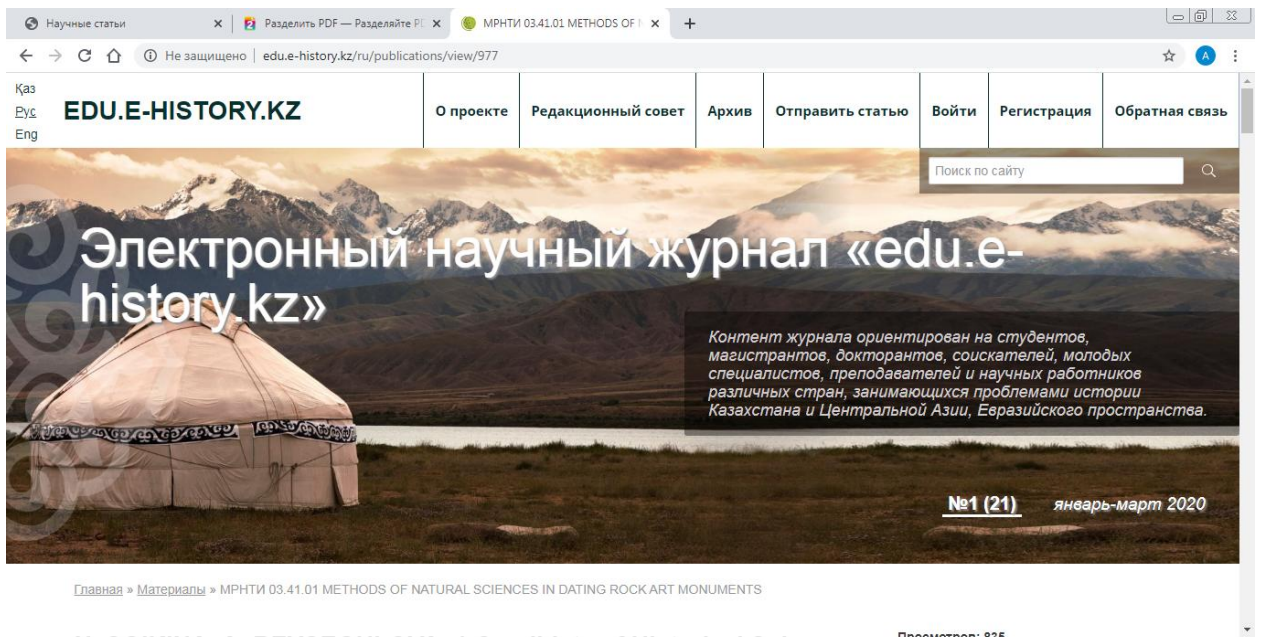 Научные статьи
Разделить PDF — Разделяйте
МРНТИ 03.41.01 METHODS OF
Не защищено | edu.e-history.kz/ru/publications/view/977
A
Қаз
Рус
Eng
EDU.E-HISTORY.KZ
О проекте
Редакционный совет
Архив
Отправить статью
Войти
Регистрация
Обратная связь
Поиск по сайту
Электронный научный журнал «edu.e-
history.kz»
Контент журнала ориентирован на студентов,
магистрантов, докторантов, соискателей, молодых
специалистов, преподавателей и научных работников
различных стран, занимающихся проблемами истории
Казахстана и Центральной Азии, Евразийского пространства.
№1 (21) январь-март 2020
Главная » Материалы » МРНТИ 03.41.01 METHODS OF NATURAL SCIENCES IN DATING ROCK ART MONUMENTS